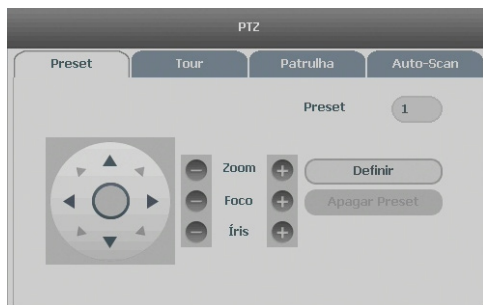 PTZ
Preset Tour Patrulha Auto-Scan
Preset 1
Zoom Definir
Foco Apagar Preset
Íris